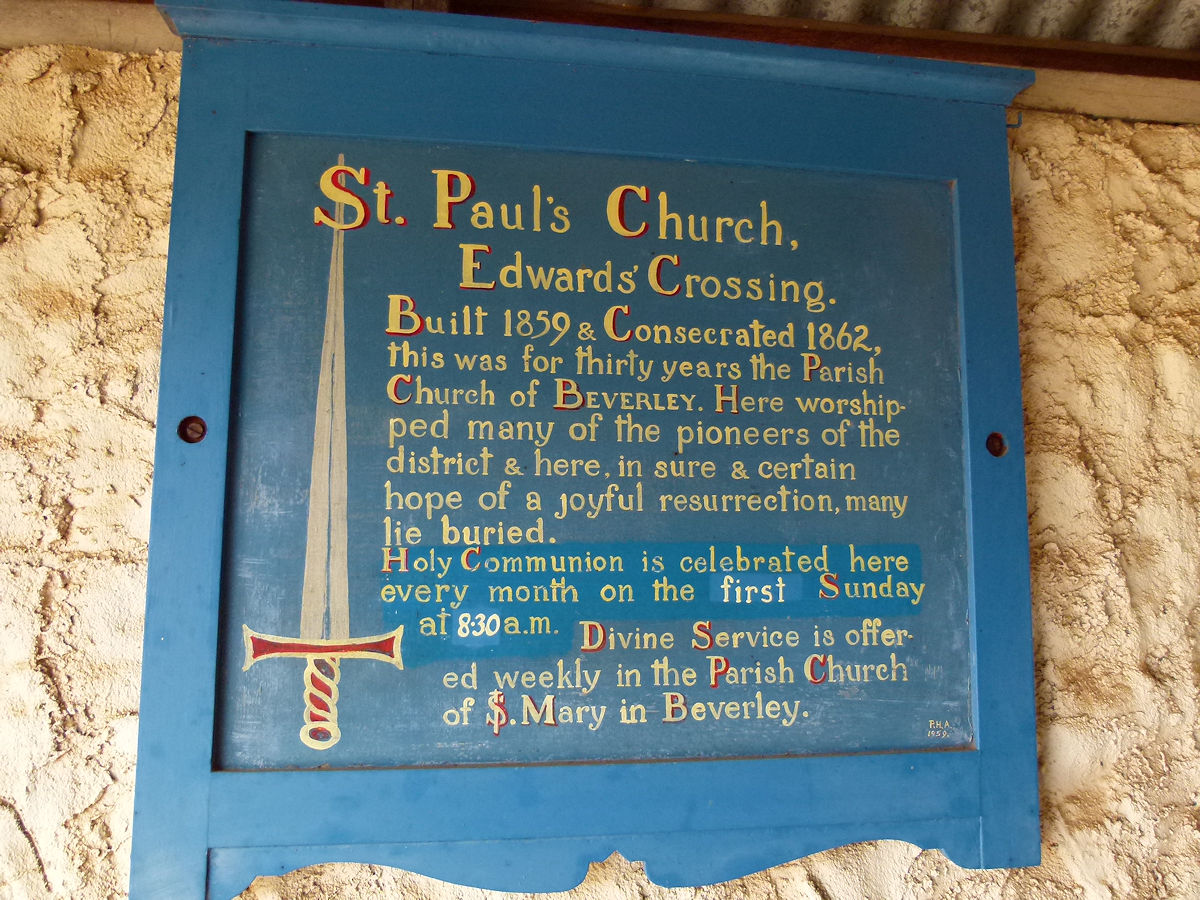 St. Paul's Church,
Edwards' Crossing.
Built 1859 & Consecrated 1862,
this was for thirty years the Parish
Church of BEVERLEY. Here worship-
ped many of the pioneers of the
district & here, in sure & certain
hope of a joyful resurrection, many
lie buried.
Holy Communion is celebrated here
every month on the first Sunday
at 8·30 a.m. Divine Service is offer-
ed weekly in the Parish Church
of St. Mary in Beverley.
P.H.A.
1959.